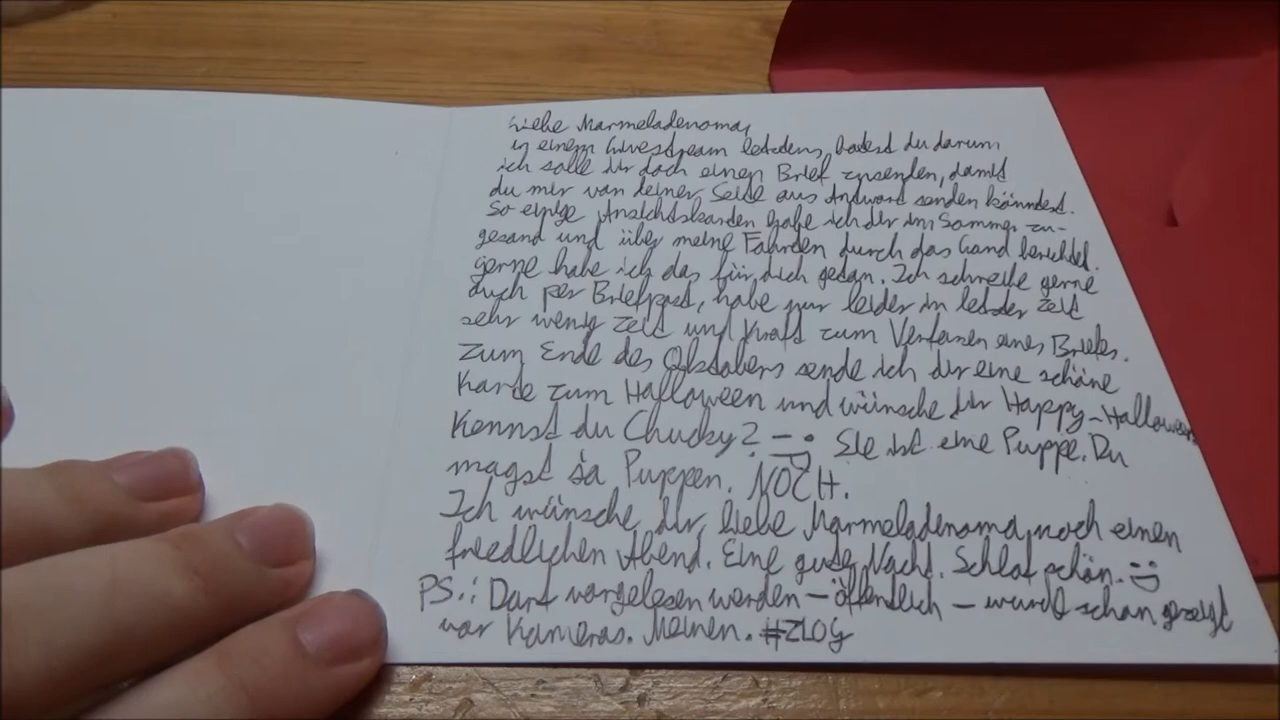 Liebe Marmeladenoma,
in einem Livestream letztens, batest du darum
ich solle dir doch einen Brief zusenden, damit
du mir von deiner Seite aus Antword senden könntest.
So einige Ansichtskarten habe ich dir im Sommer zu-
gesand und über meine Fahrten durch das Land berichtet.
gerne habe ich das für dich getan. Ich schreibe gerne
auch per Briefpost, habe nur leider in letzter Zeit
sehr wenig Zeit und Kraft zum Verfassen eines Briefes.
Zum Ende des Oktobers sende ich dir eine schöne
Karte zum Halloween und wünsche dir Happy-Halloween
Kennst du Chucky? Sie ist eine Puppe. Du
magst ja Puppen. NOCH.
Ich wünsche dir, liebe Marmeladenoma, noch einen
friedlichen Abend. Eine gute Nacht. Schlaf schön.
PS.: Darf vorgelesen werden - öffentlich - wurde schon gezeigt
vor Kameras. Meinen. #ZLOG